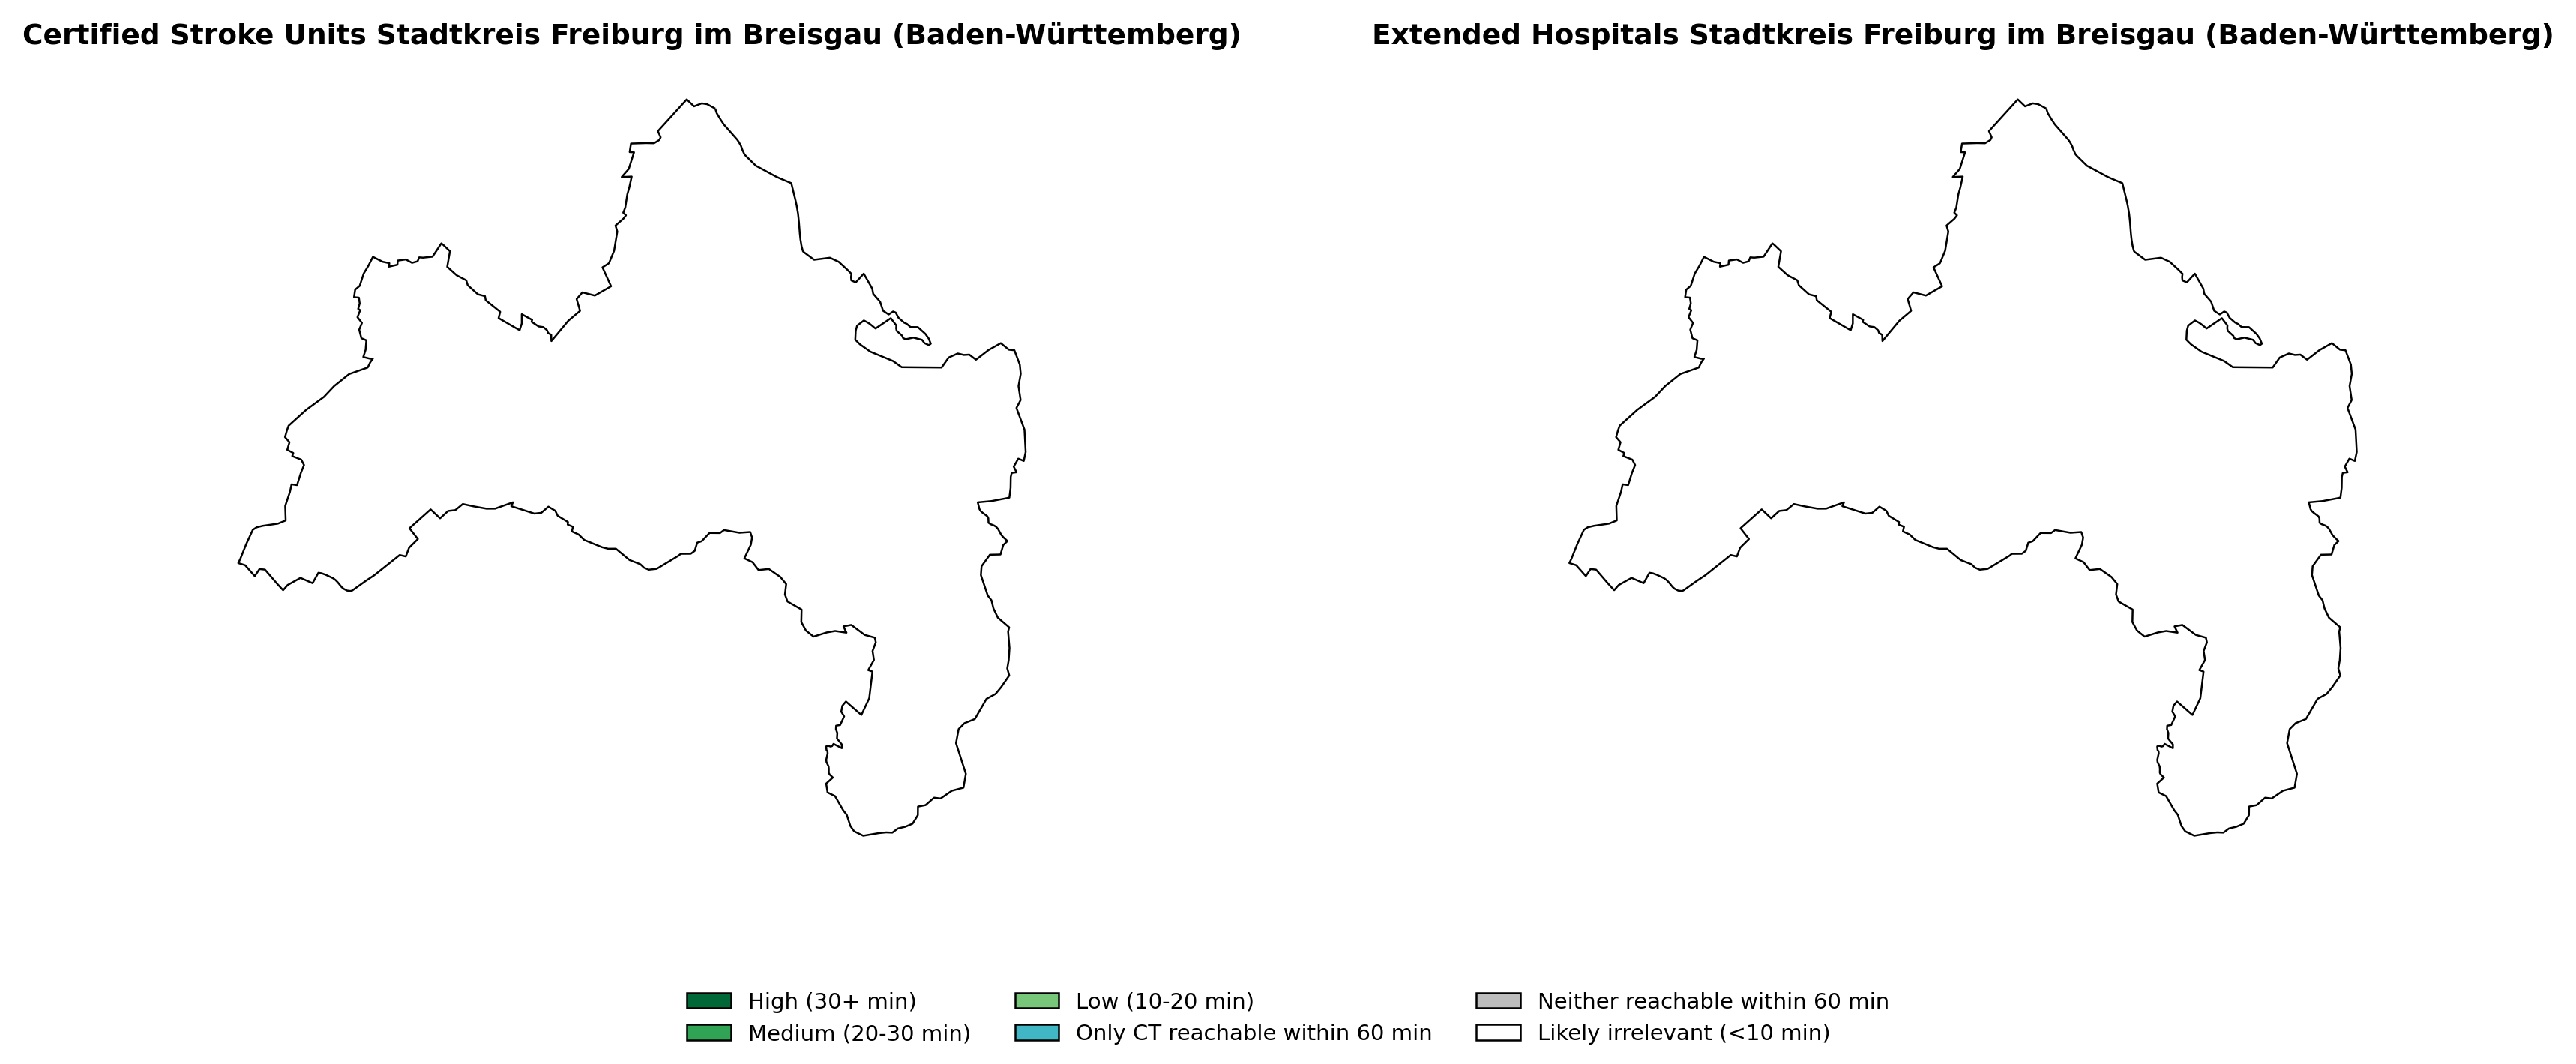 Certified Stroke Units Stadtkreis Freiburg im Breisgau (Baden-Württemberg)
Extended Hospitals Stadtkreis Freiburg im Breisgau (Baden-Württemberg)
High (30+ min)
Medium (20-30 min)
Low (10-20 min)
Only CT reachable within 60 min
Neither reachable within 60 min
Likely irrelevant (<10 min)